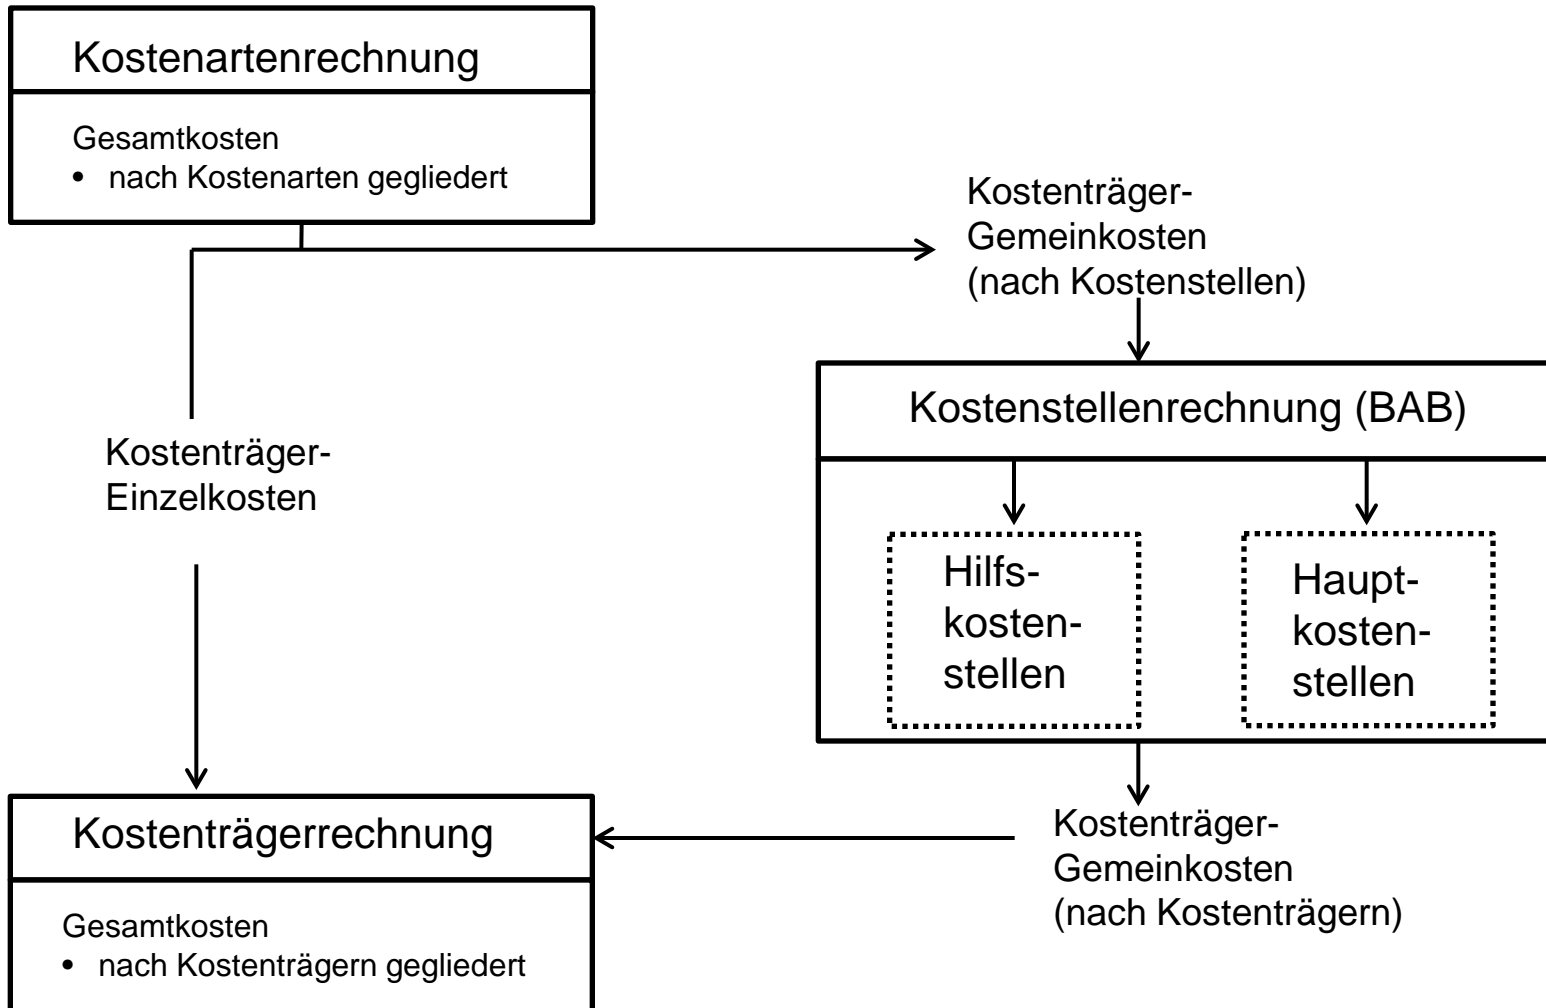 Kostenartenrechnung
Gesamtkosten
• nach Kostenarten gegliedert
Kostenträger-
Gemeinkosten
(nach Kostenstellen)
Kostenstellenrechnung (BAB)
Kostenträger-
Einzelkosten
Hilfs-
kosten-
stellen
Haupt-
kosten-
stellen
Kostenträgerrechnung
Gesamtkosten
• nach Kostenträgern gegliedert
Kostenträger-
Gemeinkosten
(nach Kostenträgern)